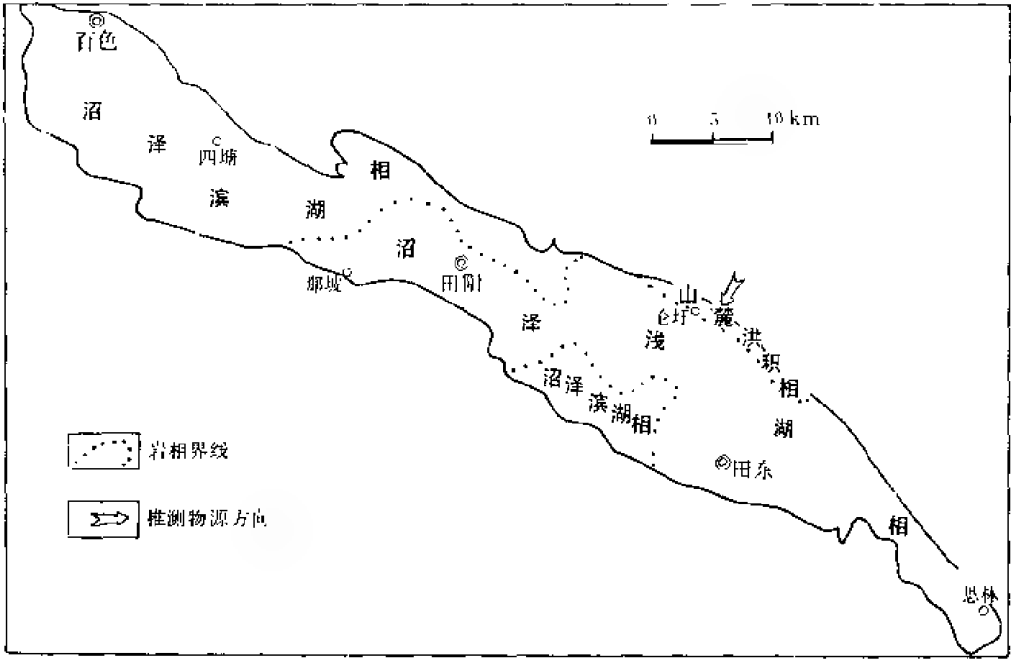 百色
沼泽滨湖相
四塘
0 5 10 km
沼泽浅湖相
那坡
田阳
山麓洪积相
仑圩
沼泽滨湖相
田东
岩相界线
推测物源方向
思林